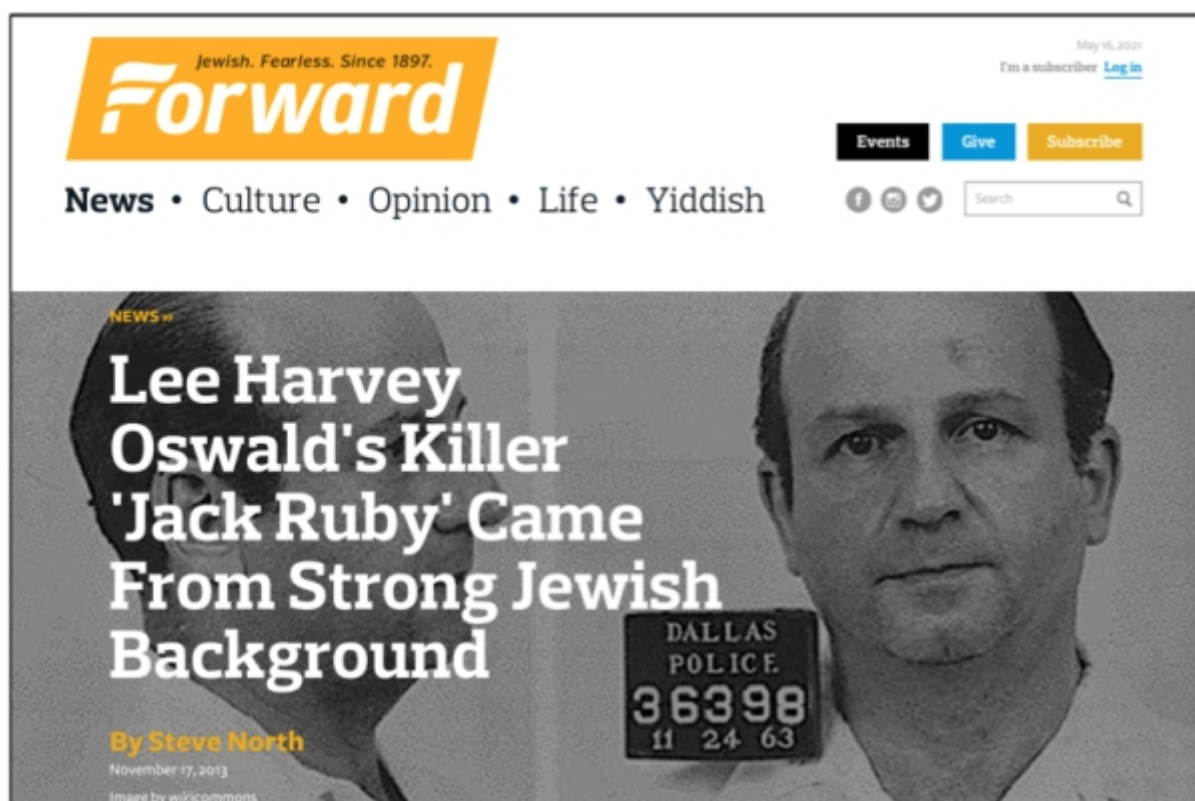 Jewish. Fearless. Since 1897.
Forward
May 16, 2021
I'm a subscriber Log in
Events Give Subscribe
News • Culture • Opinion • Life • Yiddish
Search
NEWS »
Lee Harvey
Oswald's Killer
'Jack Ruby' Came
From Strong Jewish
Background
DALLAS
POLICE
36398
11 24 63
By Steve North
November 17, 2013
Image by wikicommons